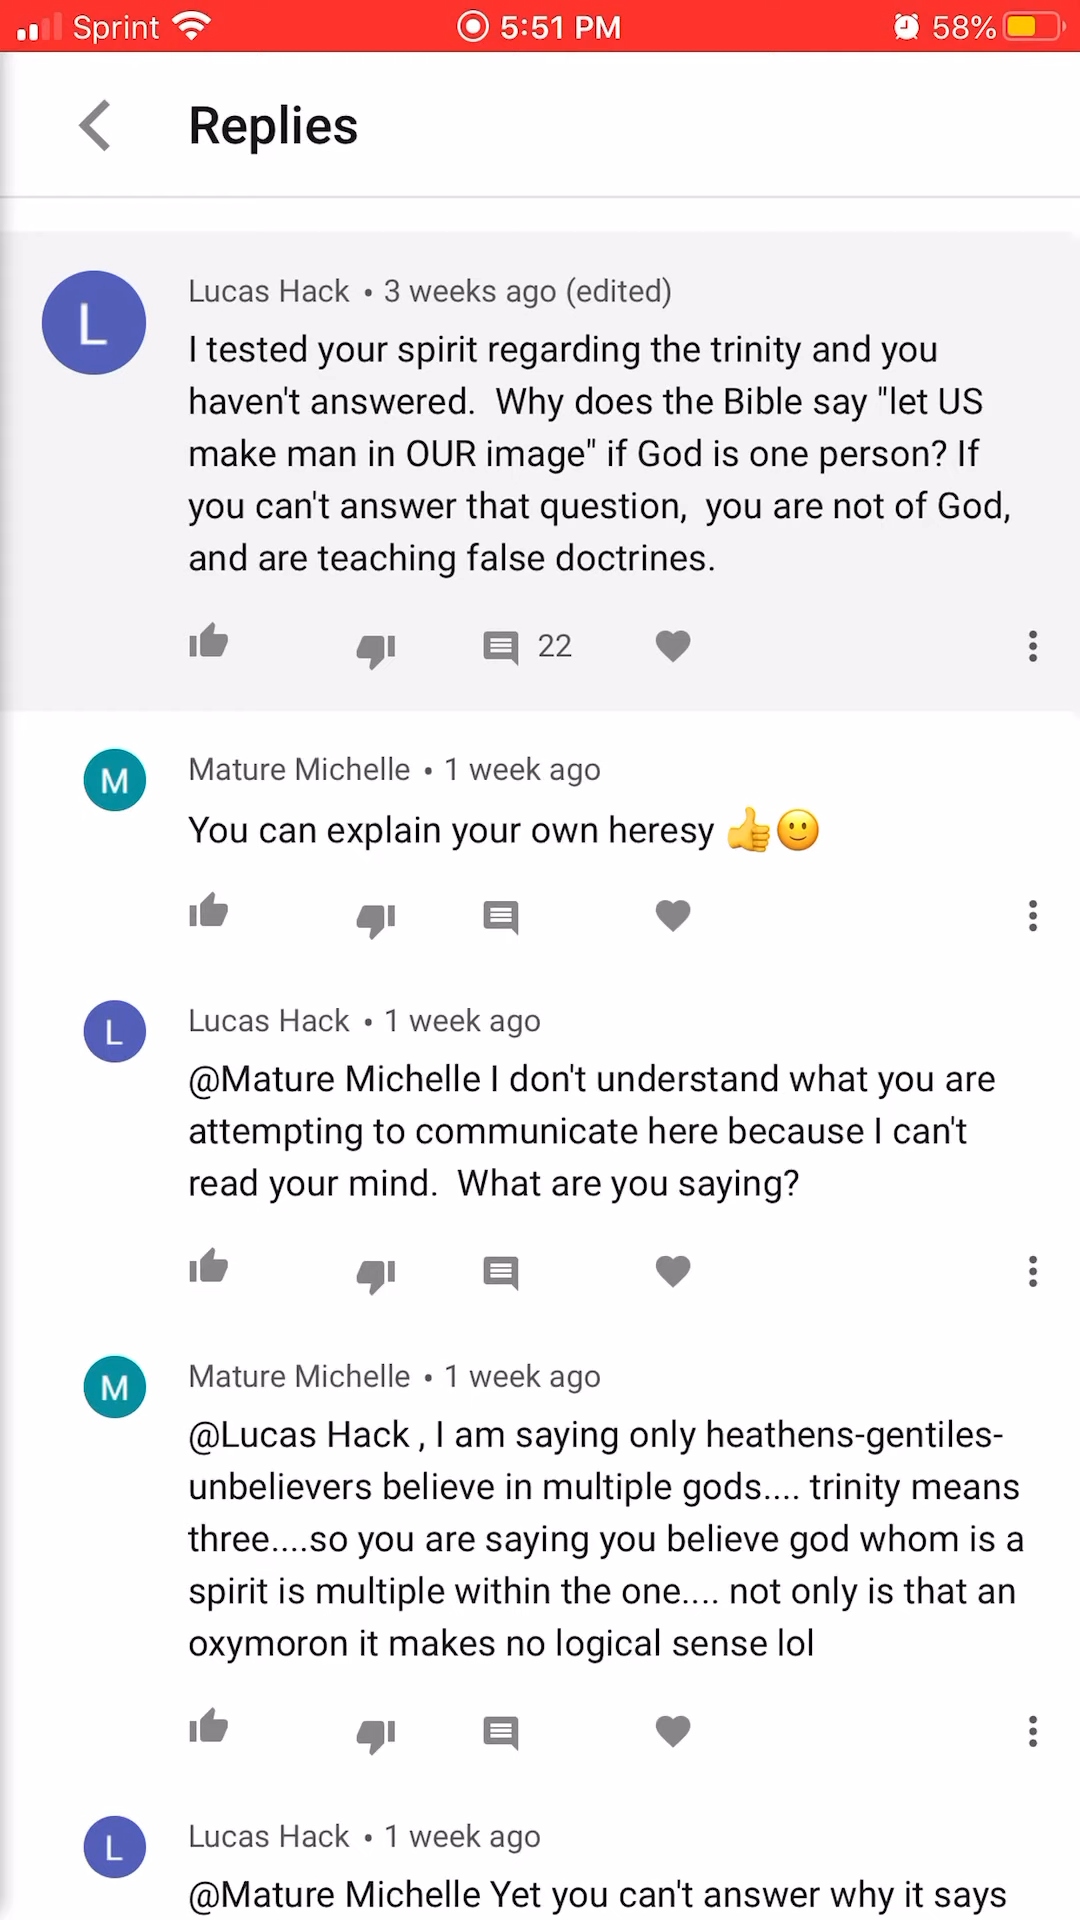 Sprint 5:51 PM 58%
Replies
Lucas Hack • 3 weeks ago (edited)
L
I tested your spirit regarding the trinity and you
haven't answered.  Why does the Bible say "let US
make man in OUR image" if God is one person? If
you can't answer that question,  you are not of God,
and are teaching false doctrines.
22
Mature Michelle • 1 week ago
M
You can explain your own heresy 👍🙂
Lucas Hack • 1 week ago
L
@Mature Michelle I don't understand what you are
attempting to communicate here because I can't
read your mind.  What are you saying?
Mature Michelle • 1 week ago
M
@Lucas Hack , I am saying only heathens-gentiles-
unbelievers believe in multiple gods.... trinity means
three....so you are saying you believe god whom is a
spirit is multiple within the one.... not only is that an
oxymoron it makes no logical sense lol
Lucas Hack • 1 week ago
L
@Mature Michelle Yet you can't answer why it says